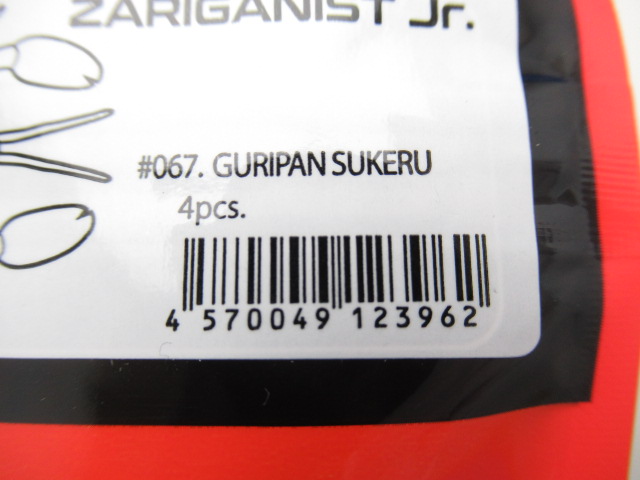 ZARIGANIST Jr.
#067. GURIPAN SUKERU
4pcs.
4 570049 123962